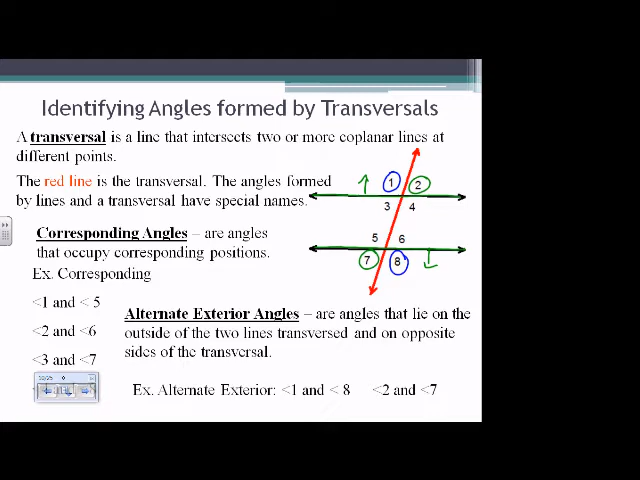 Identifying Angles formed by Transversals
A transversal is a line that intersects two or more coplanar lines at
different points.
The red line is the transversal. The angles formed
by lines and a transversal have special names.
1 2
3 4
5 6
7 8
Corresponding Angles – are angles
that occupy corresponding positions.
Ex. Corresponding
<1 and < 5
<2 and <6
<3 and <7
Alternate Exterior Angles – are angles that lie on the
outside of the two lines transversed and on opposite
sides of the transversal.
Ex. Alternate Exterior: <1 and < 8 <2 and <7